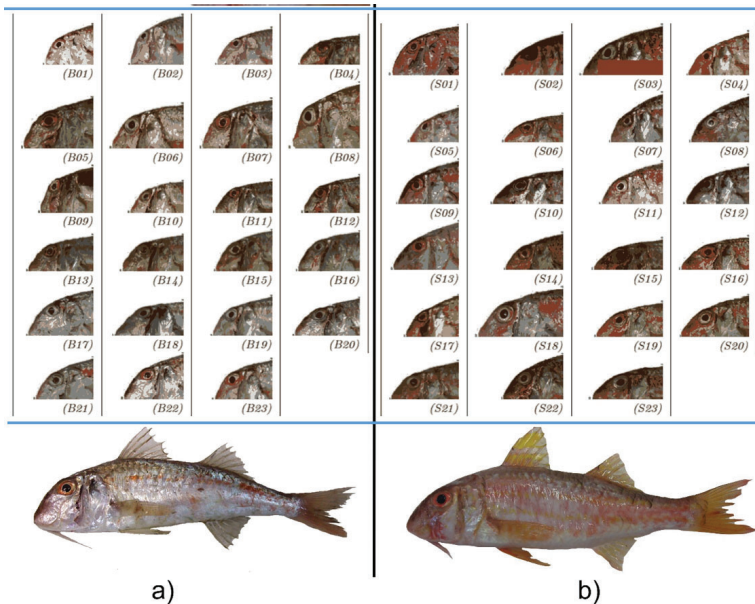 (B01) (B02) (B03) (B04)
(B05) (B06) (B07) (B08)
(B09) (B10) (B11) (B12)
(B13) (B14) (B15) (B16)
(B17) (B18) (B19) (B20)
(B21) (B22) (B23)
(S01) (S02) (S03) (S04)
(S05) (S06) (S07) (S08)
(S09) (S10) (S11) (S12)
(S13) (S14) (S15) (S16)
(S17) (S18) (S19) (S20)
(S21) (S22) (S23)
a) b)